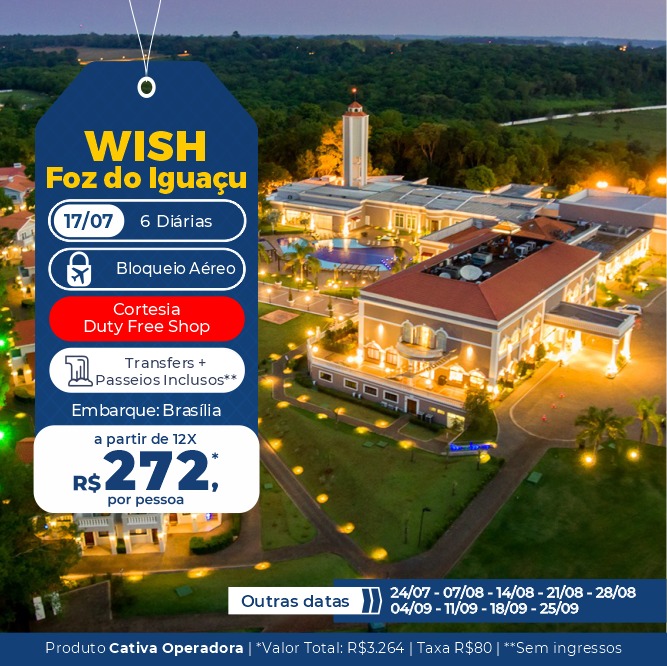 WISH
Foz do Iguaçu
17/07 6 Diárias
Bloqueio Aéreo
Cortesia
Duty Free Shop
Transfers +
Passeios Inclusos**
Embarque: Brasília
a partir de 12X
R$272,*
por pessoa
Outras datas
24/07 - 07/08 - 14/08 - 21/08 - 28/08
04/09 - 11/09 - 18/09 - 25/09
Produto Cativa Operadora | *Valor Total: R$3.264 | Taxa R$80 | **Sem ingressos